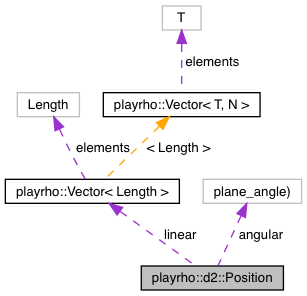 T
elements
Length
playrho::Vector< T, N >
elements
< Length >
playrho::Vector< Length >
plane_angle)
linear
angular
playrho::d2::Position